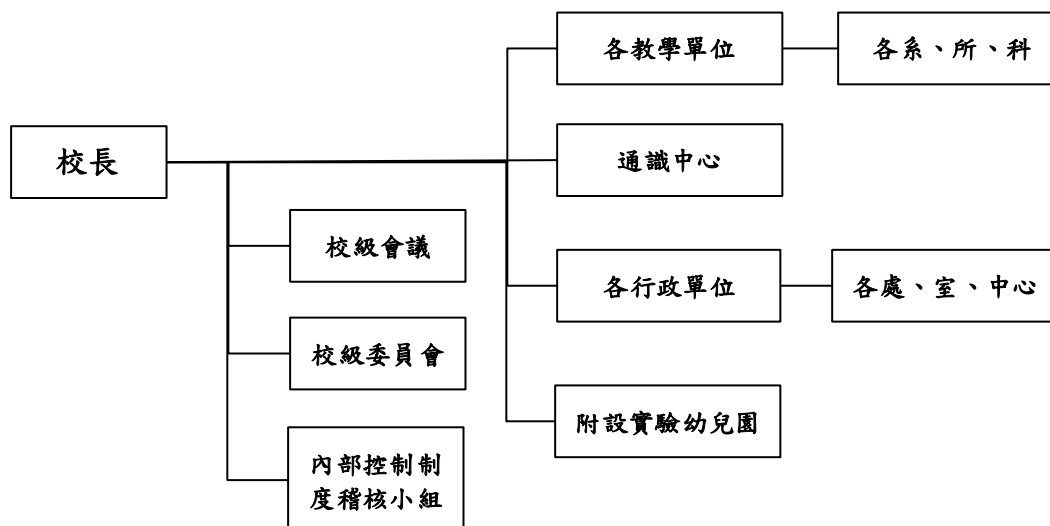 各教學單位
各系、所、科
校長
通識中心
校級會議
各行政單位
各處、室、中心
校級委員會
附設實驗幼兒園
內部控制制
度稽核小組